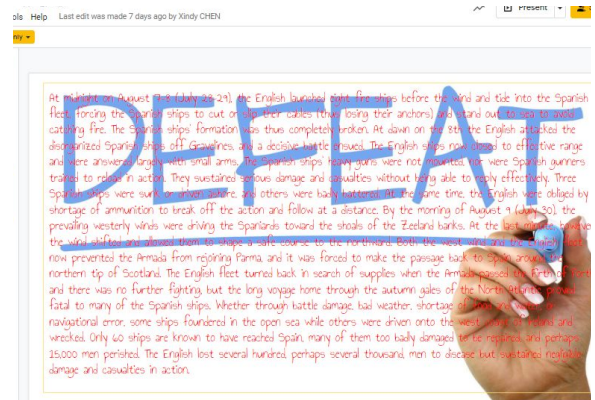 ols Help Last edit was made 7 days ago by Xindy CHEN
Present
nly
DEFEAT
At midnight on August 7-8 (July 28-29), the English launched eight fire ships before the wind and tide into the Spanish
fleet, forcing the Spanish ships to cut or slip their cables (thus losing their anchors) and stand out to sea to avoid
catching fire. The Spanish ships' formation was thus completely broken. At dawn on the 8th the English attacked the
disorganized Spanish ships off Gravelines, and a decisive battle ensued. The English ships now closed to effective range
and were answered largely with small arms. The Spanish ships' heavy guns were not mounted, nor were Spanish gunners
trained to reload in action. They sustained serious damage and casualties without being able to reply effectively. Three
Spanish ships were sunk or driven ashore, and others were badly battered. At the same time, the English were obliged by
shortage of ammunition to break off the action and follow at a distance. By the morning of August 9 (July 30), the
prevailing westerly winds were driving the Spaniards toward the shoals of the Zeeland banks. At the last minute, however,
the wind shifted and allowed them to shape a safe course to the northward. Both the west wind and the English fleet
now prevented the Armada from rejoining Parma, and it was forced to make the passage back to Spain around the
northern tip of Scotland. The English fleet turned back in search of supplies when the Armada passed the Firth of Forth
and there was no further fighting, but the long voyage home through the autumn gales of the North Atlantic proved
fatal to many of the Spanish ships. Whether through battle damage, bad weather, shortage of
navigational error, some ships foundered in the open sea while others were driven onto the west coast of Ireland and
wrecked. Only 60 ships are known to have reached Spain, many of them too badly damaged to be repaired, and perhaps
15,000 men perished. The English lost several hundred, perhaps several thousand, men to disease but sustained negligible
damage and casualties in action.